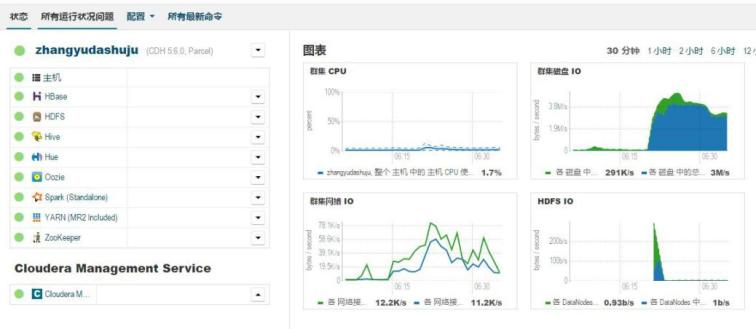 状态 所有运行状况问题 配置 所有最新命令
zhangyudashuju (CDH 5.6.0, Parcel)
主机
HBase
HDFS
Hive
Hue
Oozie
Spark (Standalone)
YARN (MR2 Included)
ZooKeeper
Cloudera Management Service
Cloudera M...
图表
30 分钟 1小时 2小时 6小时 12小
群集 CPU
percent
100%
50%
0%
06:15 06:30
zhangyudashuju, 整个 主机 中的 主机 CPU 使... 1.7%
群集磁盘 IO
bytes / second
3.8M/s
1.9M/s
0
06:15 06:30
各 磁盘 中... 291K/s 各 磁盘 中的总... 3M/s
群集网络 IO
bytes / second
78.1K/s
58.6K/s
39.1K/s
19.5K/s
0
06:15 06:30
各 网络接... 12.2K/s 各 网络接... 11.2K/s
HDFS IO
bytes / second
200b/s
100b/s
0
06:15 06:30
各 DataNodes... 0.93b/s 各 DataNodes 中... 1b/s